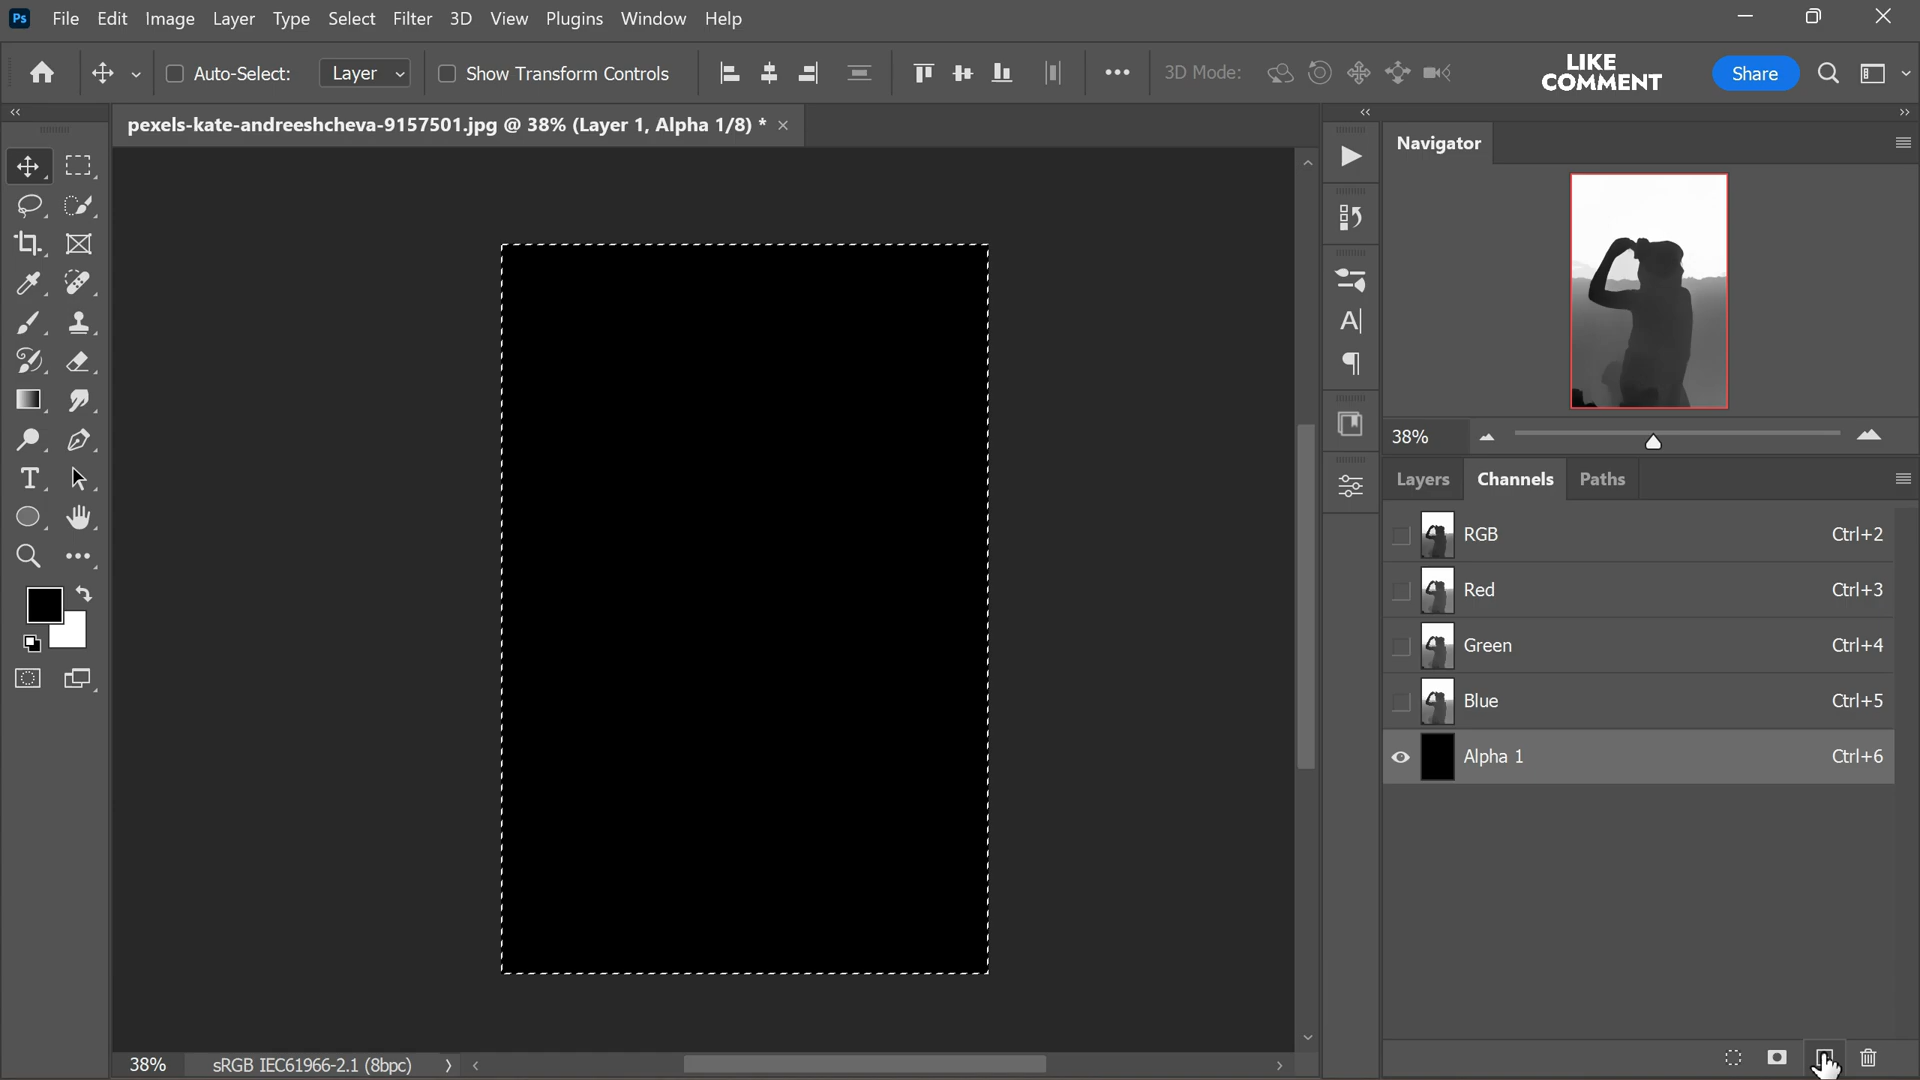 Ps File Edit Image Layer Type Select Filter 3D View Plugins Window Help
Auto-Select: Layer Show Transform Controls 3D Mode: LIKE COMMENT Share
pexels-kate-andreeshcheva-9157501.jpg @ 38% (Layer 1, Alpha 1/8) *
Navigator
38%
Layers Channels Paths
RGB Ctrl+2
Red Ctrl+3
Green Ctrl+4
Blue Ctrl+5
Alpha 1 Ctrl+6
38% sRGB IEC61966-2.1 (8bpc)